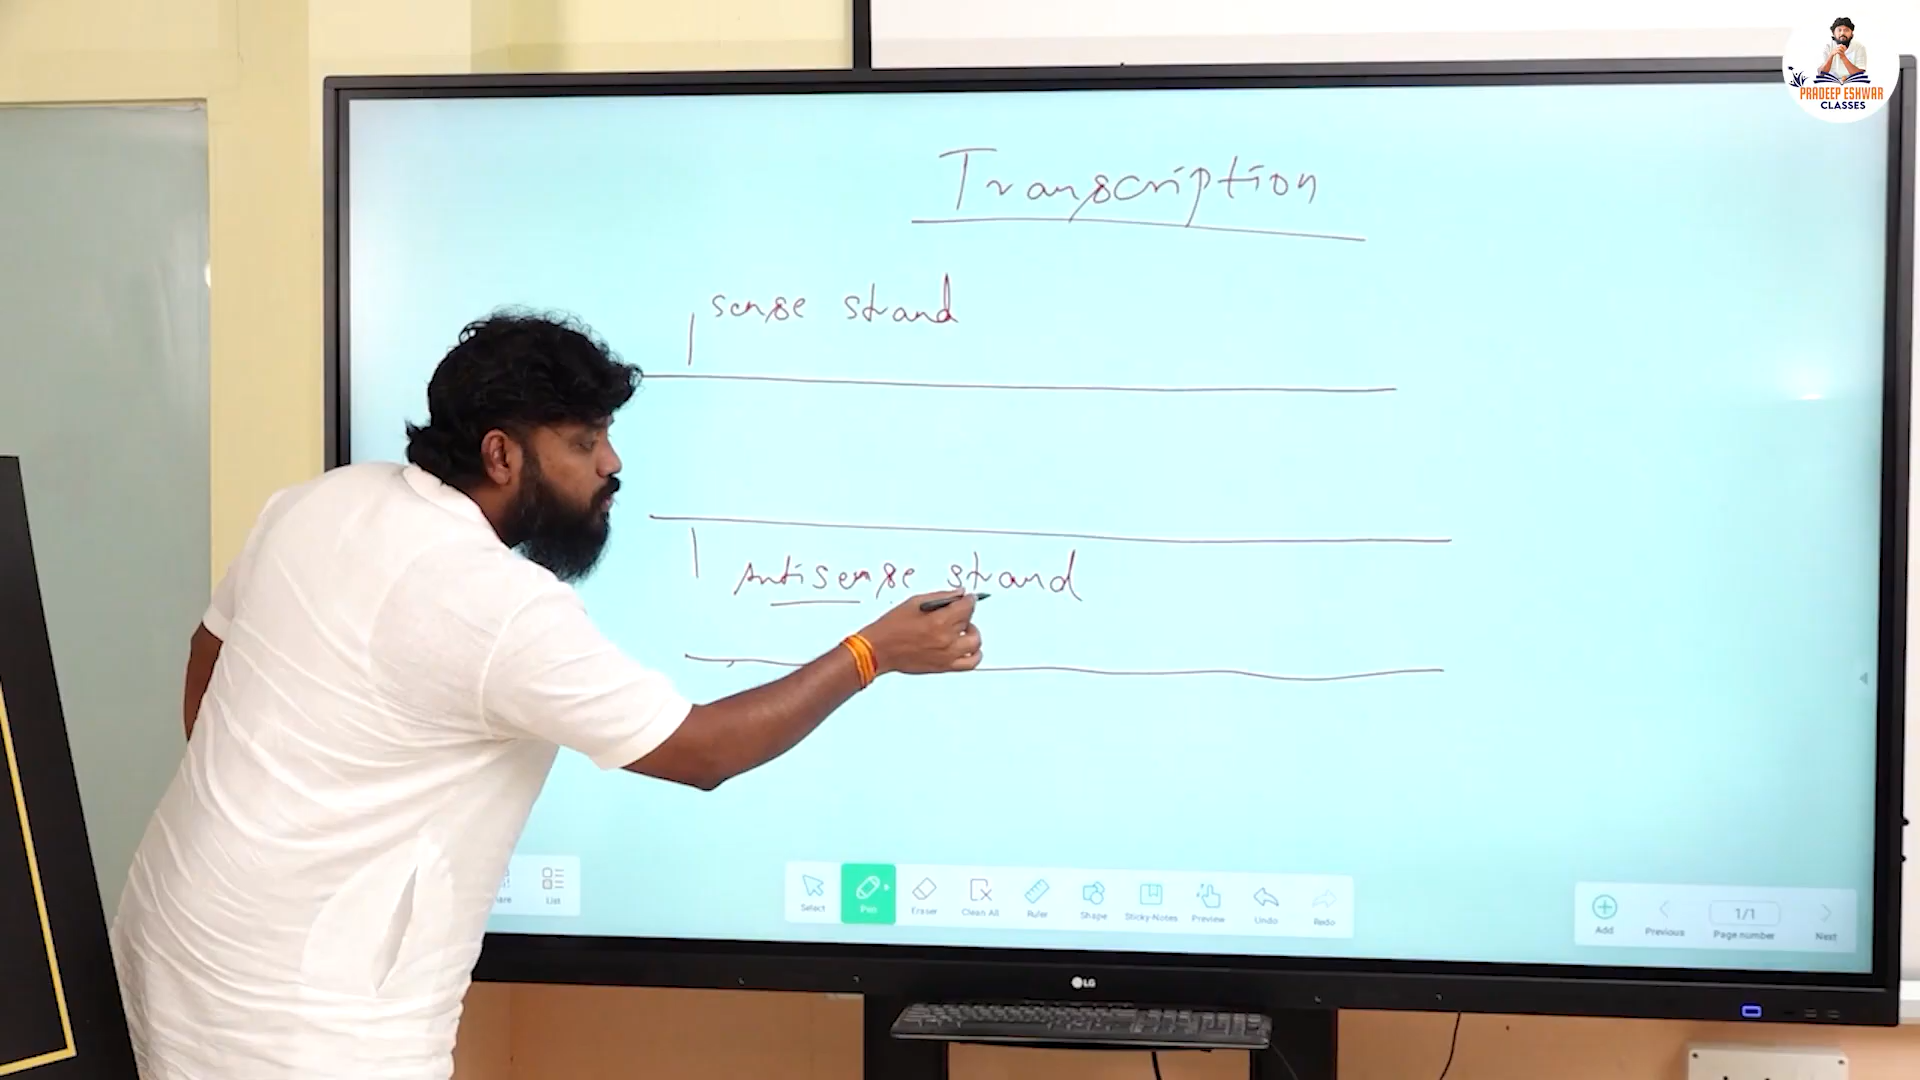 PRADEEP ESHWAR
CLASSES
Transcription
sense strand
Antisense strand
List
Select
Pen
Eraser
Clean All
Ruler
Shape
Sticky-Notes
Preview
Undo
Redo
Add
Previous
1/1
Page number
Next
LG